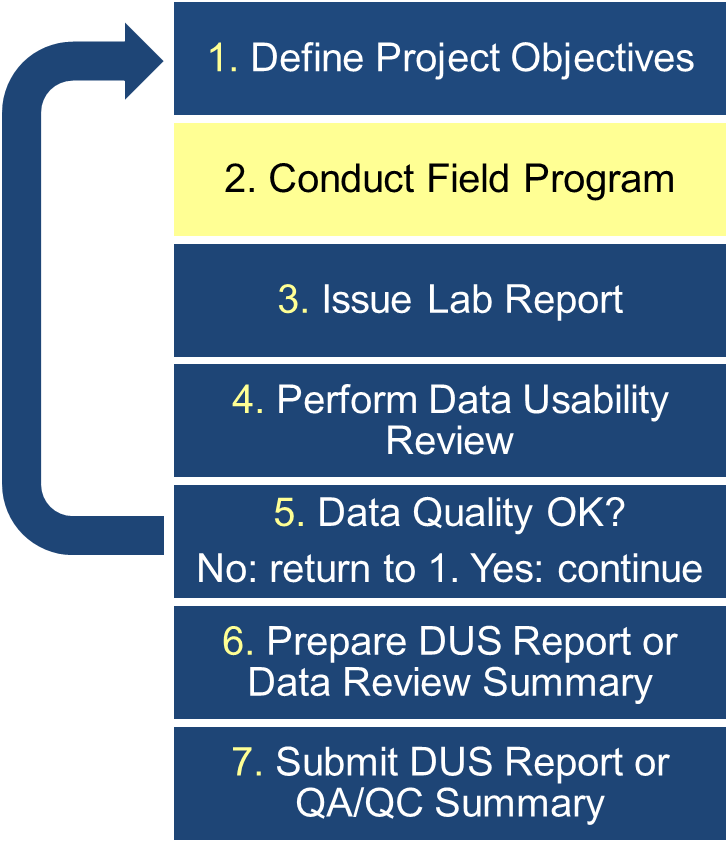 1. Define Project Objectives
2. Conduct Field Program
3. Issue Lab Report
4. Perform Data Usability
Review
5. Data Quality OK?
No: return to 1. Yes: continue
6. Prepare DUS Report or
Data Review Summary
7. Submit DUS Report or
QA/QC Summary